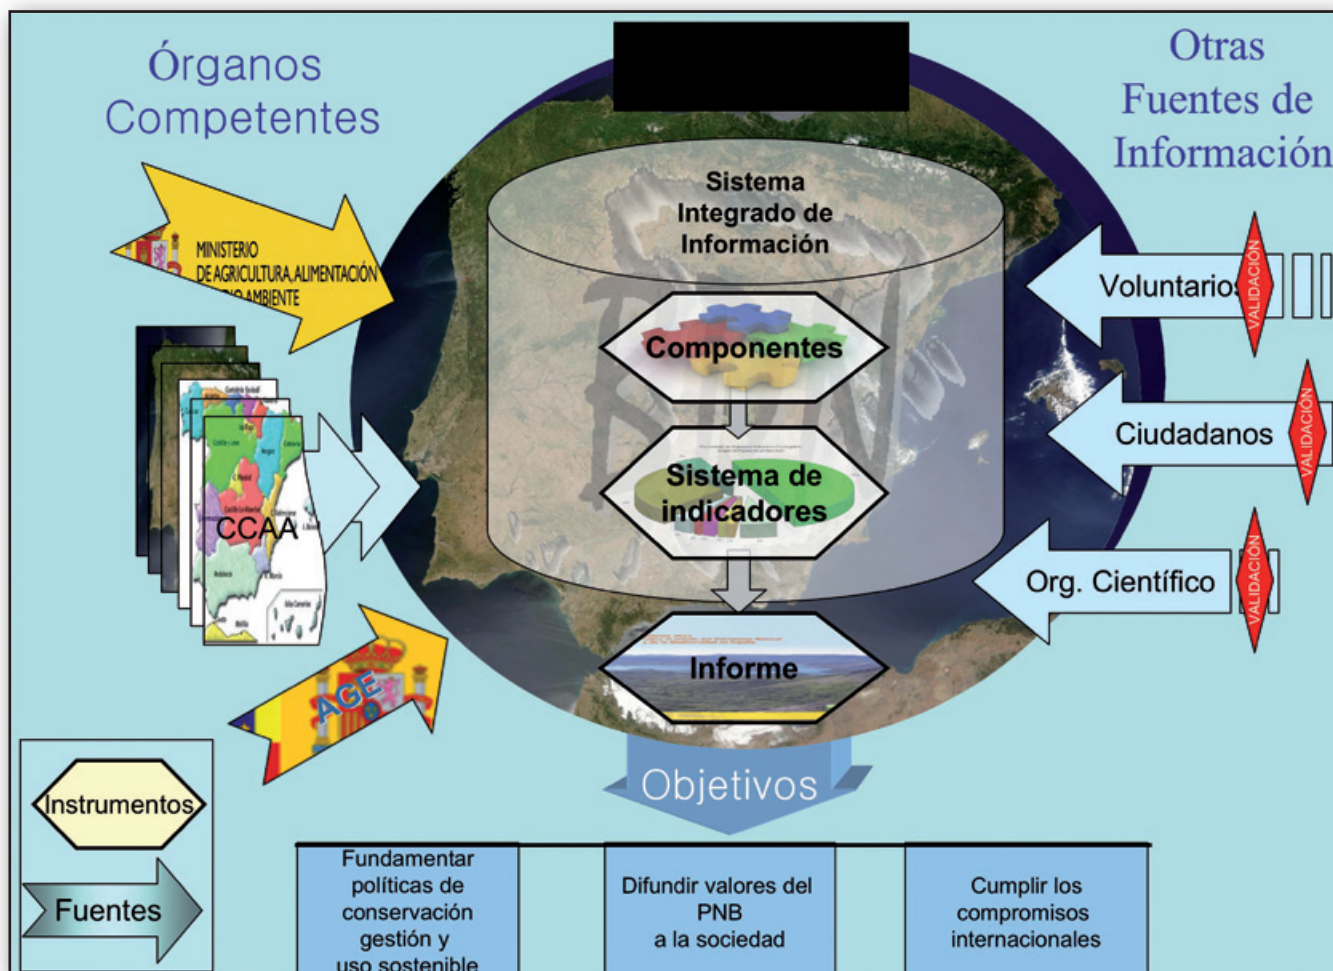 Órganos
Competentes
Otras
Fuentes de
Información
MINISTERIO
DE AGRICULTURA, ALIMENTACIÓN
Sistema
Integrado de
Información
Componentes
Sistema de
indicadores
Informe
Voluntarios
VALIDACIÓN
Ciudadanos
VALIDACIÓN
Org. Científico
VALIDACIÓN
CCAA
AGE
Objetivos
Instrumentos
Fuentes
Fundamentar
políticas de
conservación
gestión y
uso sostenible
Difundir valores del
PNB
a la sociedad
Cumplir los
compromisos
internacionales